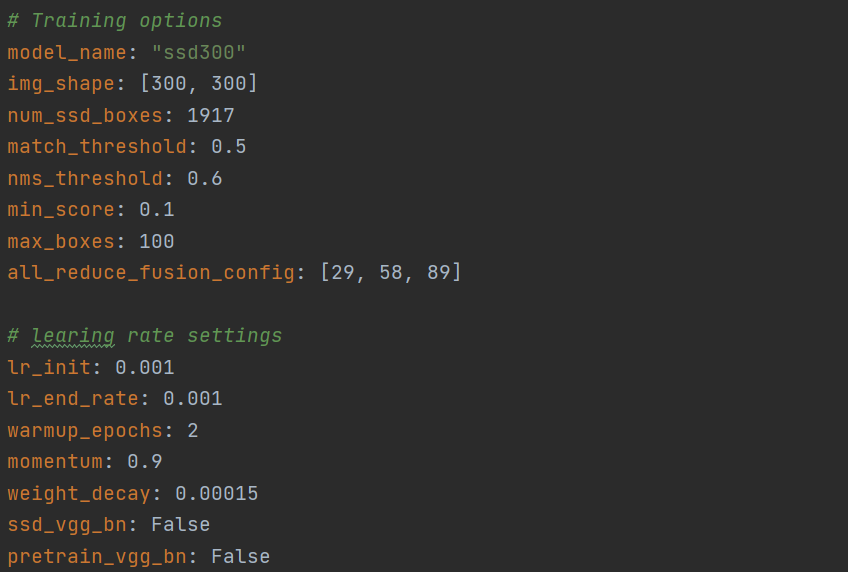 # Training options
model_name: "ssd300"
img_shape: [300, 300]
num_ssd_boxes: 1917
match_threshold: 0.5
nms_threshold: 0.6
min_score: 0.1
max_boxes: 100
all_reduce_fusion_config: [29, 58, 89]
# learing rate settings
lr_init: 0.001
lr_end_rate: 0.001
warmup_epochs: 2
momentum: 0.9
weight_decay: 0.00015
ssd_vgg_bn: False
pretrain_vgg_bn: False